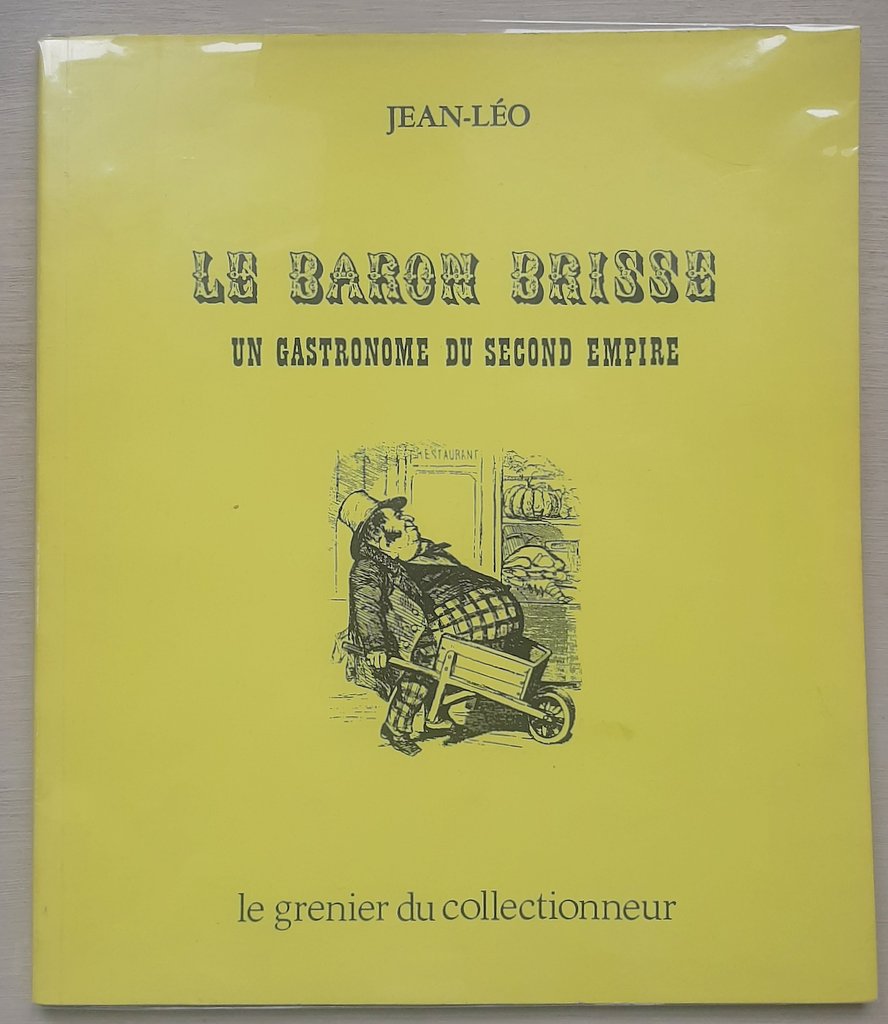 JEAN-LÉO
LE BARON BRISSE
UN GASTRONOME DU SECOND EMPIRE
RESTAURANT
le grenier du collectionneur